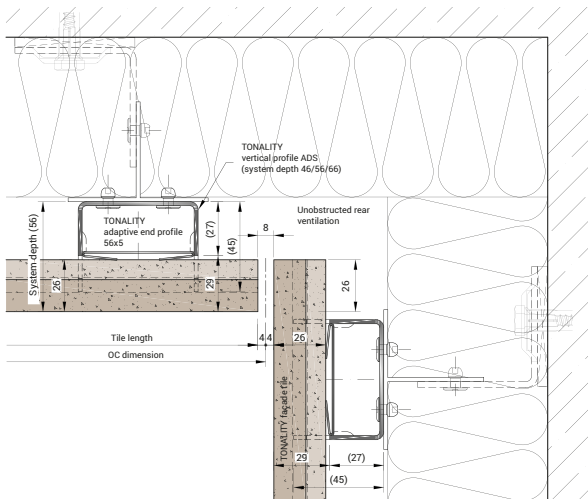 TONALITY
vertical profile ADS
(system depth 46/56/66)
TONALITY
adaptive end profile
56x5
System depth (56)
(27)
(45)
8
Unobstructed rear
ventilation
26
29
26
Tile length
4 4
26
OC dimension
TONALITY façade tile
29
(27)
(45)